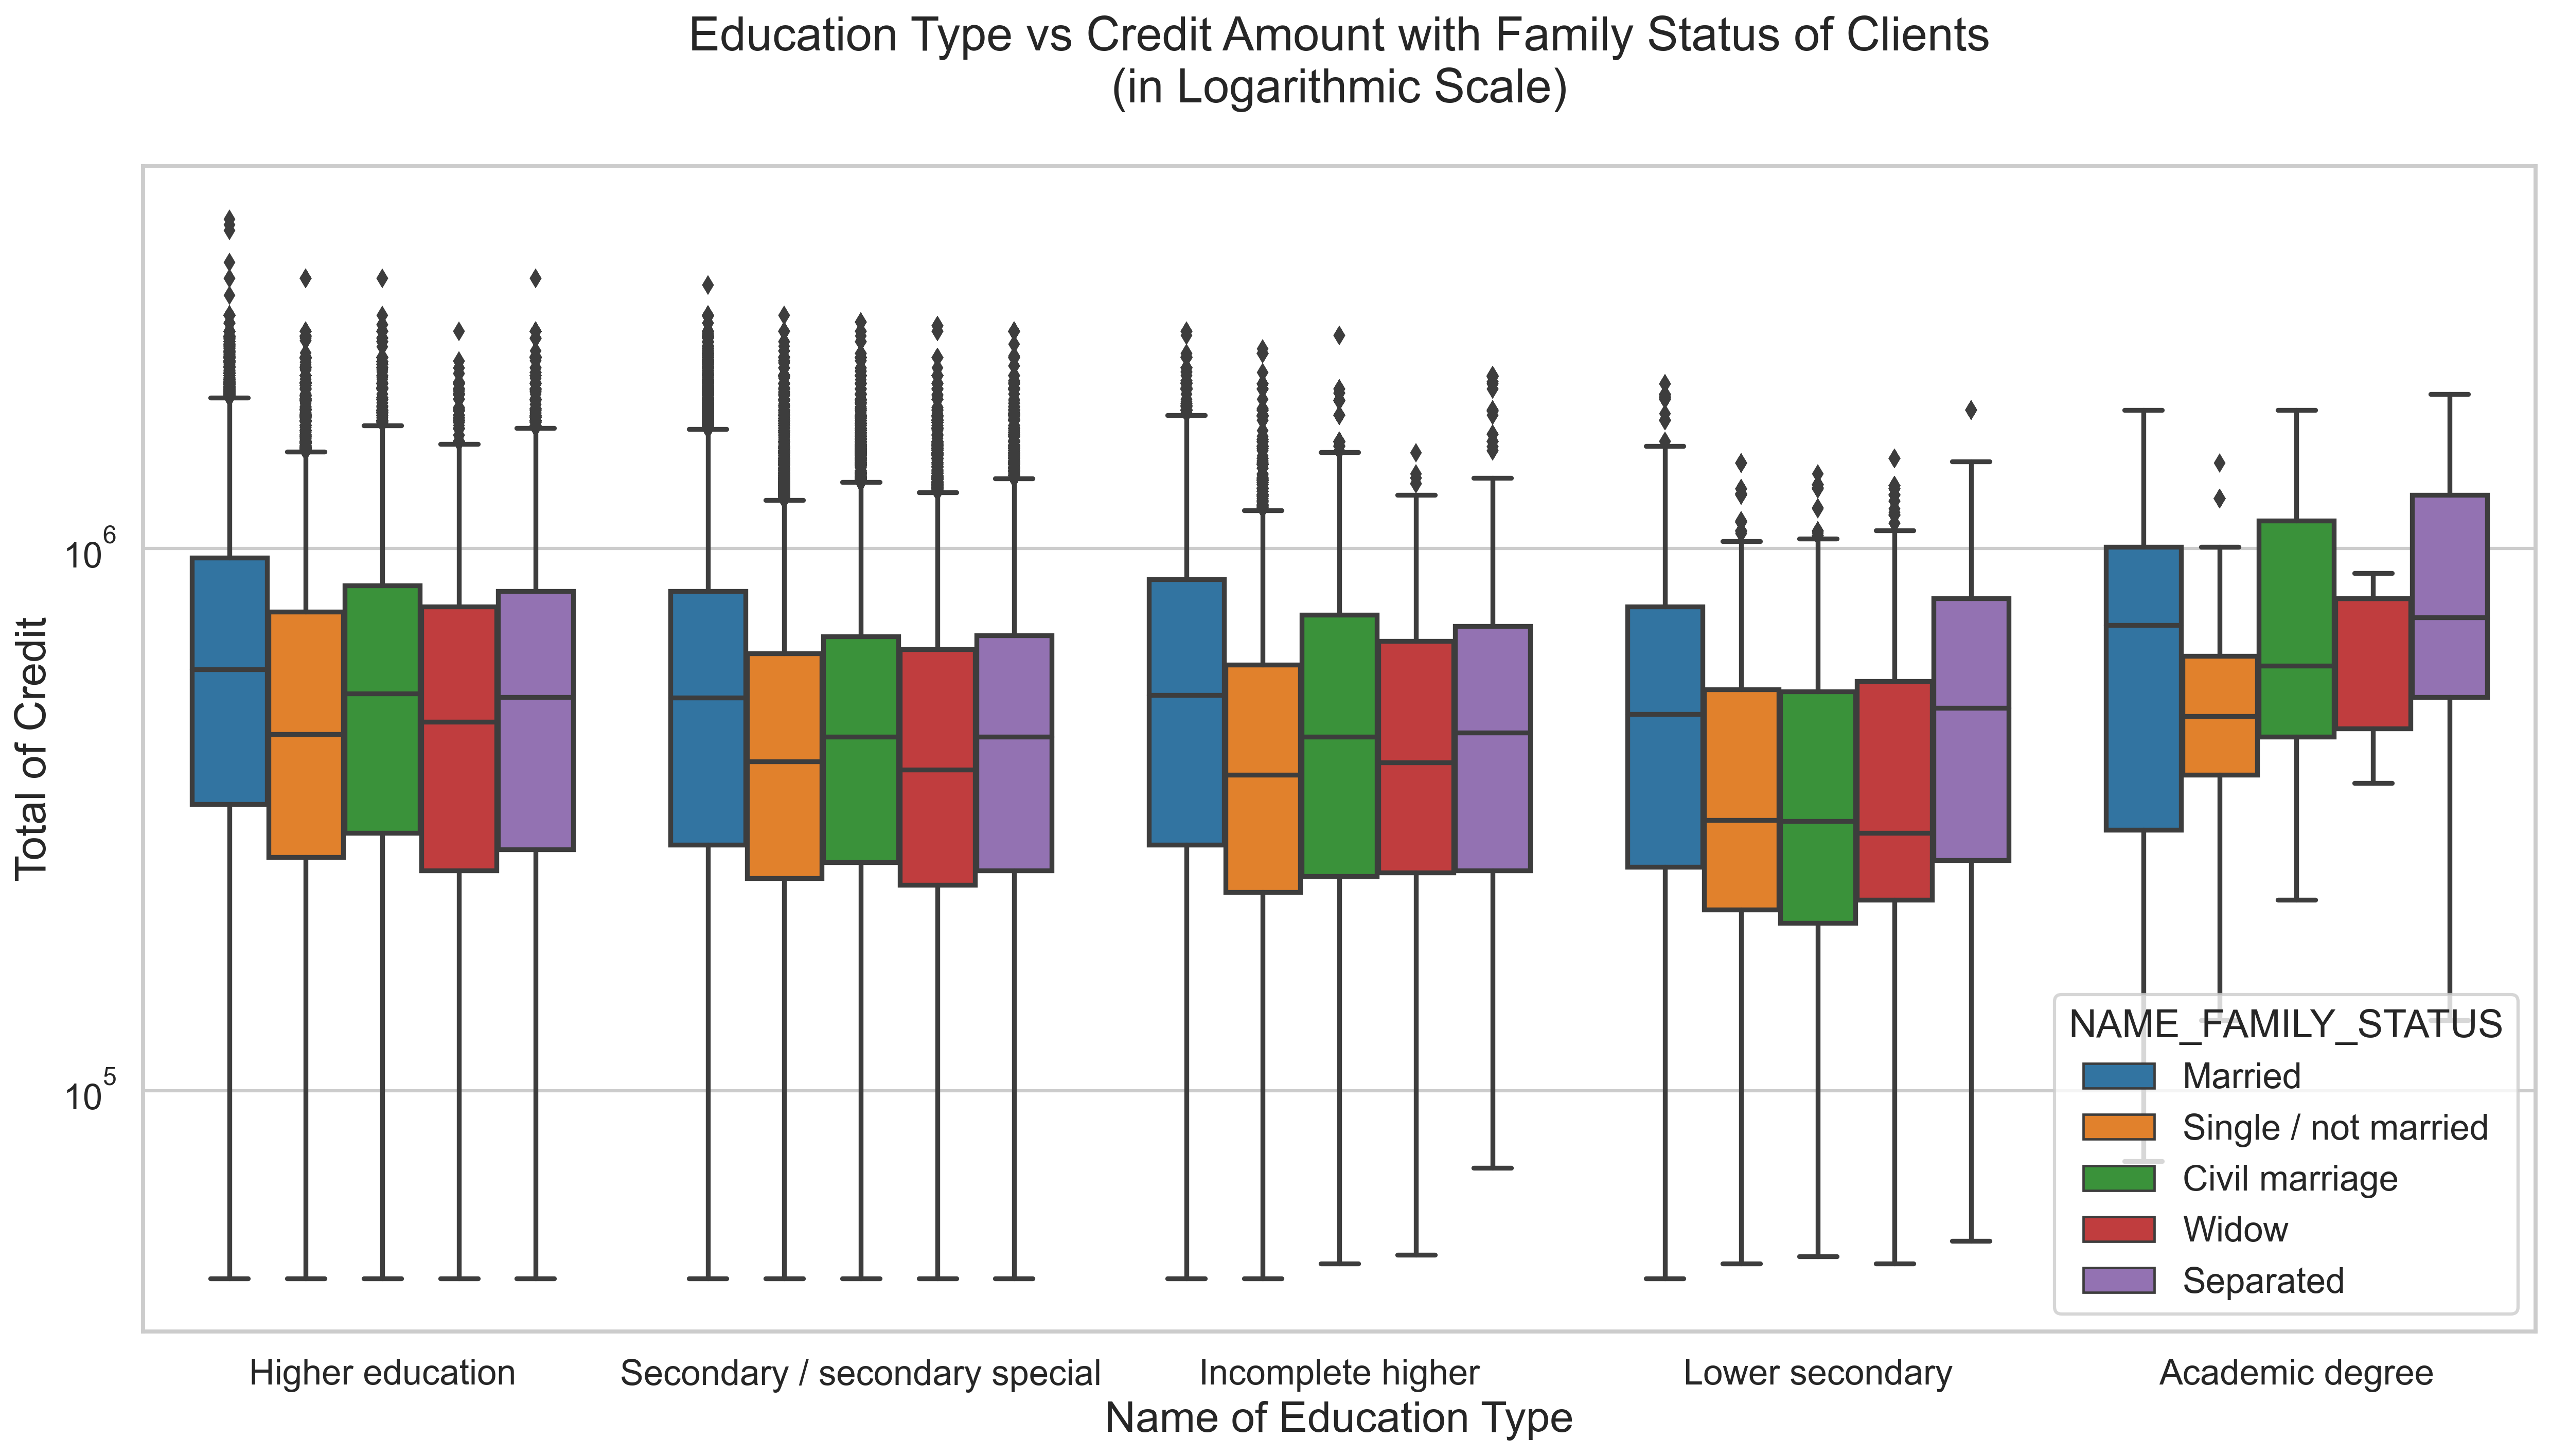 Education Type vs Credit Amount with Family Status of Clients
(in Logarithmic Scale)
Total of Credit
10^6
10^5
NAME_FAMILY_STATUS
Married
Single / not married
Civil marriage
Widow
Separated
Higher education
Secondary / secondary special
Incomplete higher
Lower secondary
Academic degree
Name of Education Type